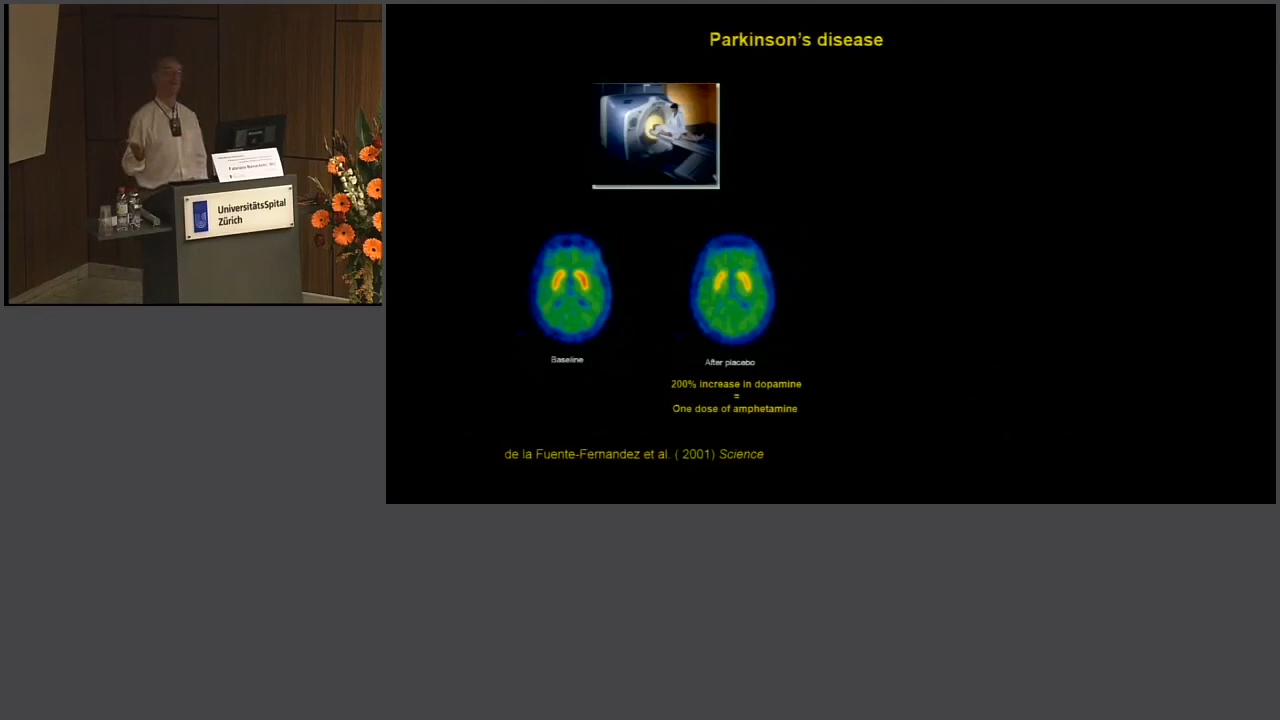 Parkinson's disease
UniversitätsSpital
Zürich
Baseline
After placebo
200% increase in dopamine
=
One dose of amphetamine
de la Fuente-Fernandez et al. ( 2001) Science